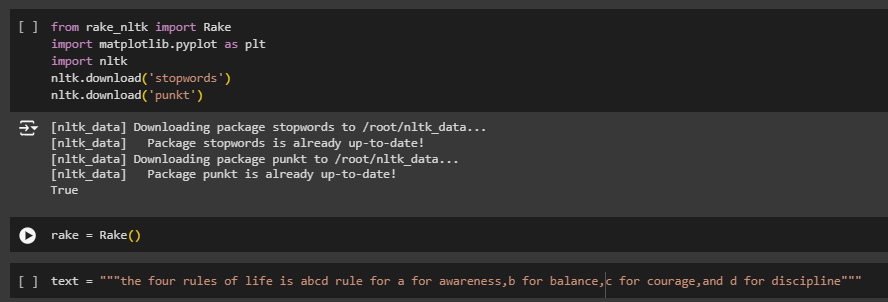 [ ] from rake_nltk import Rake
import matplotlib.pyplot as plt
import nltk
nltk.download('stopwords')
nltk.download('punkt')
[nltk_data] Downloading package stopwords to /root/nltk_data...
[nltk_data]   Package stopwords is already up-to-date!
[nltk_data] Downloading package punkt to /root/nltk_data...
[nltk_data]   Package punkt is already up-to-date!
True
rake = Rake()
[ ] text = """the four rules of life is abcd rule for a for awareness,b for balance,c for courage,and d for discipline"""